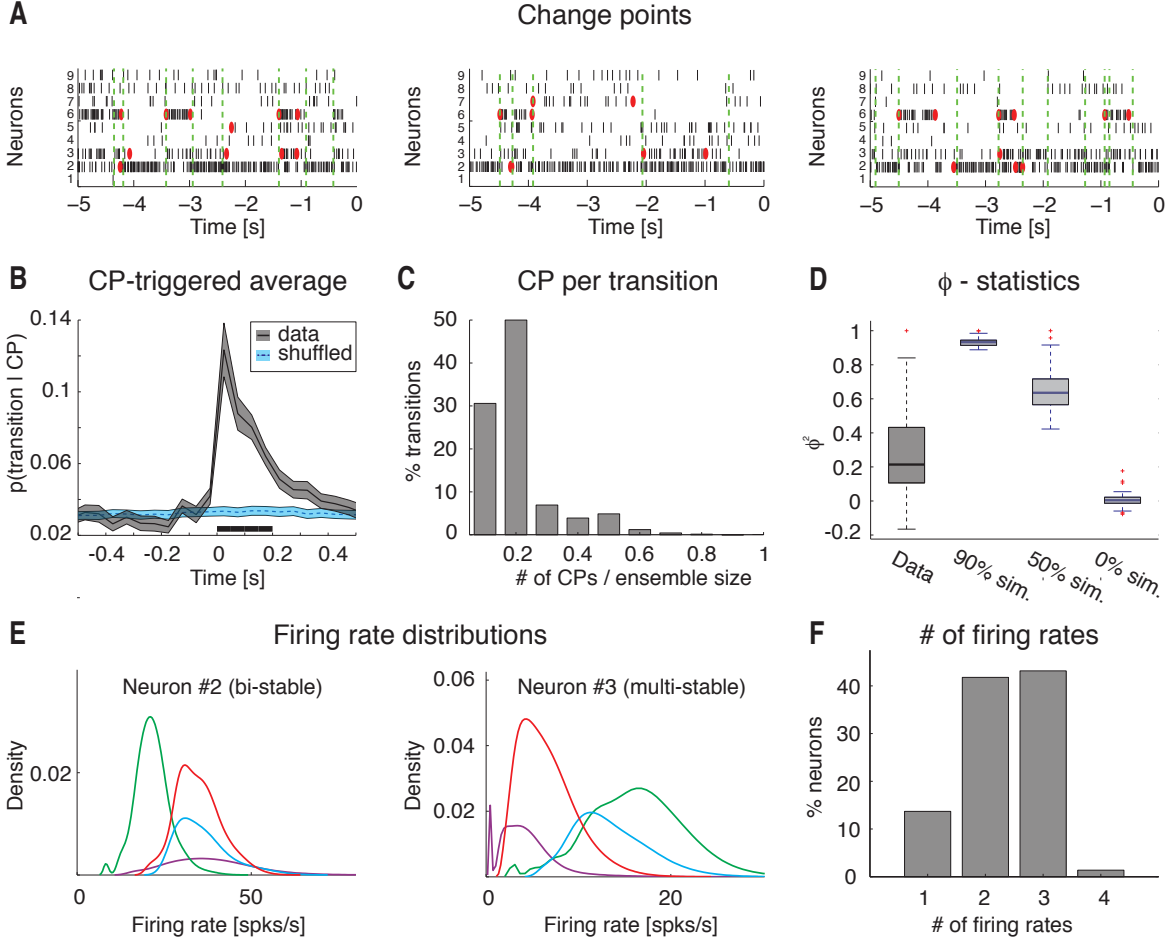 A
Change points
Neurons
9
8
7
6
5
4
3
2
1
−5 −4 −3 −2 −1 0
Time [s]
Neurons
9
8
7
6
5
4
3
2
1
−5 −4 −3 −2 −1 0
Time [s]
Neurons
9
8
7
6
5
4
3
2
1
−5 −4 −3 −2 −1 0
Time [s]
B
CP-triggered average
p(transition I CP)
0.14
0.1
0.06
0.02
data
shuffled
-0.4 -0.2 0 0.2 0.4
Time [s]
C
CP per transition
% transitions
50
40
30
20
10
0
0.2 0.4 0.6 0.8 1
# of CPs / ensemble size
D
ϕ - statistics
ϕ²
1
0.8
0.6
0.4
0.2
0
-0.2
Data 90% sim. 50% sim. 0% sim.
E
Firing rate distributions
Neuron #2 (bi-stable)
Density
0.02
0 50
Firing rate [spks/s]
Neuron #3 (multi-stable)
Density
0.06
0.04
0.02
0 20
Firing rate [spks/s]
F
# of firing rates
% neurons
40
30
20
10
0
1 2 3 4
# of firing rates